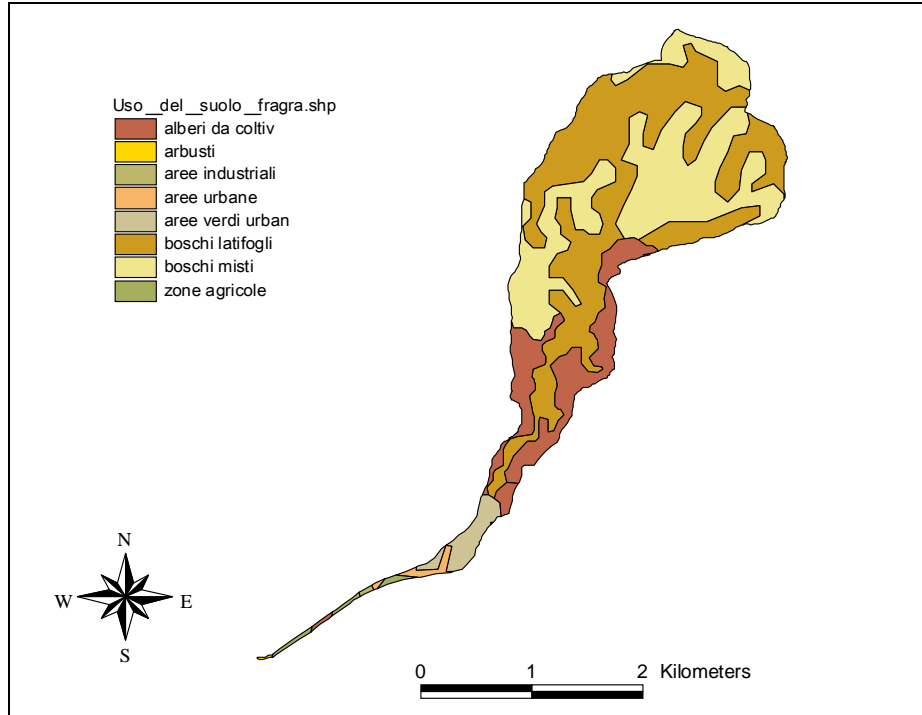 Uso__del__suolo__fragra.shp
alberi da coltiv
arbusti
aree industriali
aree urbane
aree verdi urban
boschi latifogli
boschi misti
zone agricole
N
W E
S
0 1 2 Kilometers